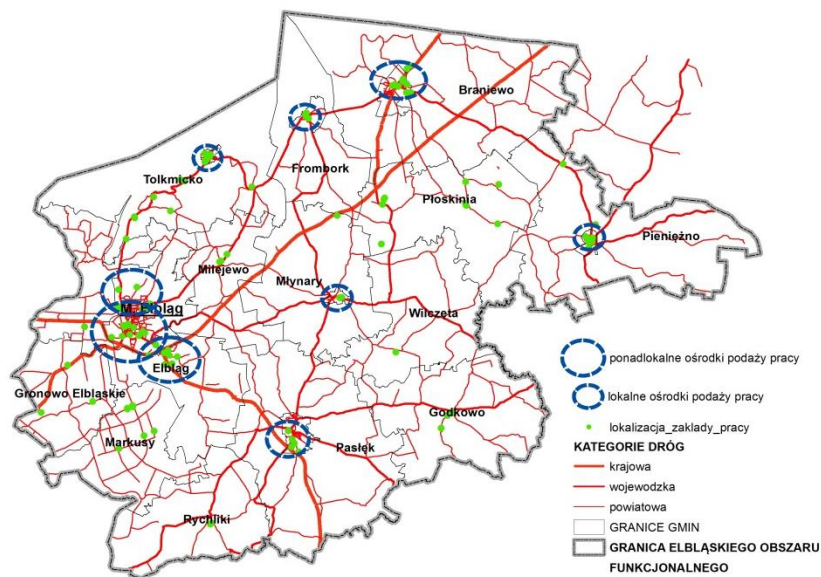 Braniewo
Frombork
Tolkmicko
Płoskinia
Pieniężno
Milejewo
Młynary
M. Elbląg
Wilczęta
Elbląg
Gronowo Elbląskie
Godkowo
Markusy
Pasłęk
Rychliki
ponadlokalne ośrodki podaży pracy
lokalne ośrodki podaży pracy
lokalizacja_zaklady_pracy
KATEGORIE DRÓG
krajowa
wojewodzka
powiatowa
GRANICE GMIN
GRANICA ELBLĄSKIEGO OBSZARU
FUNKCJONALNEGO